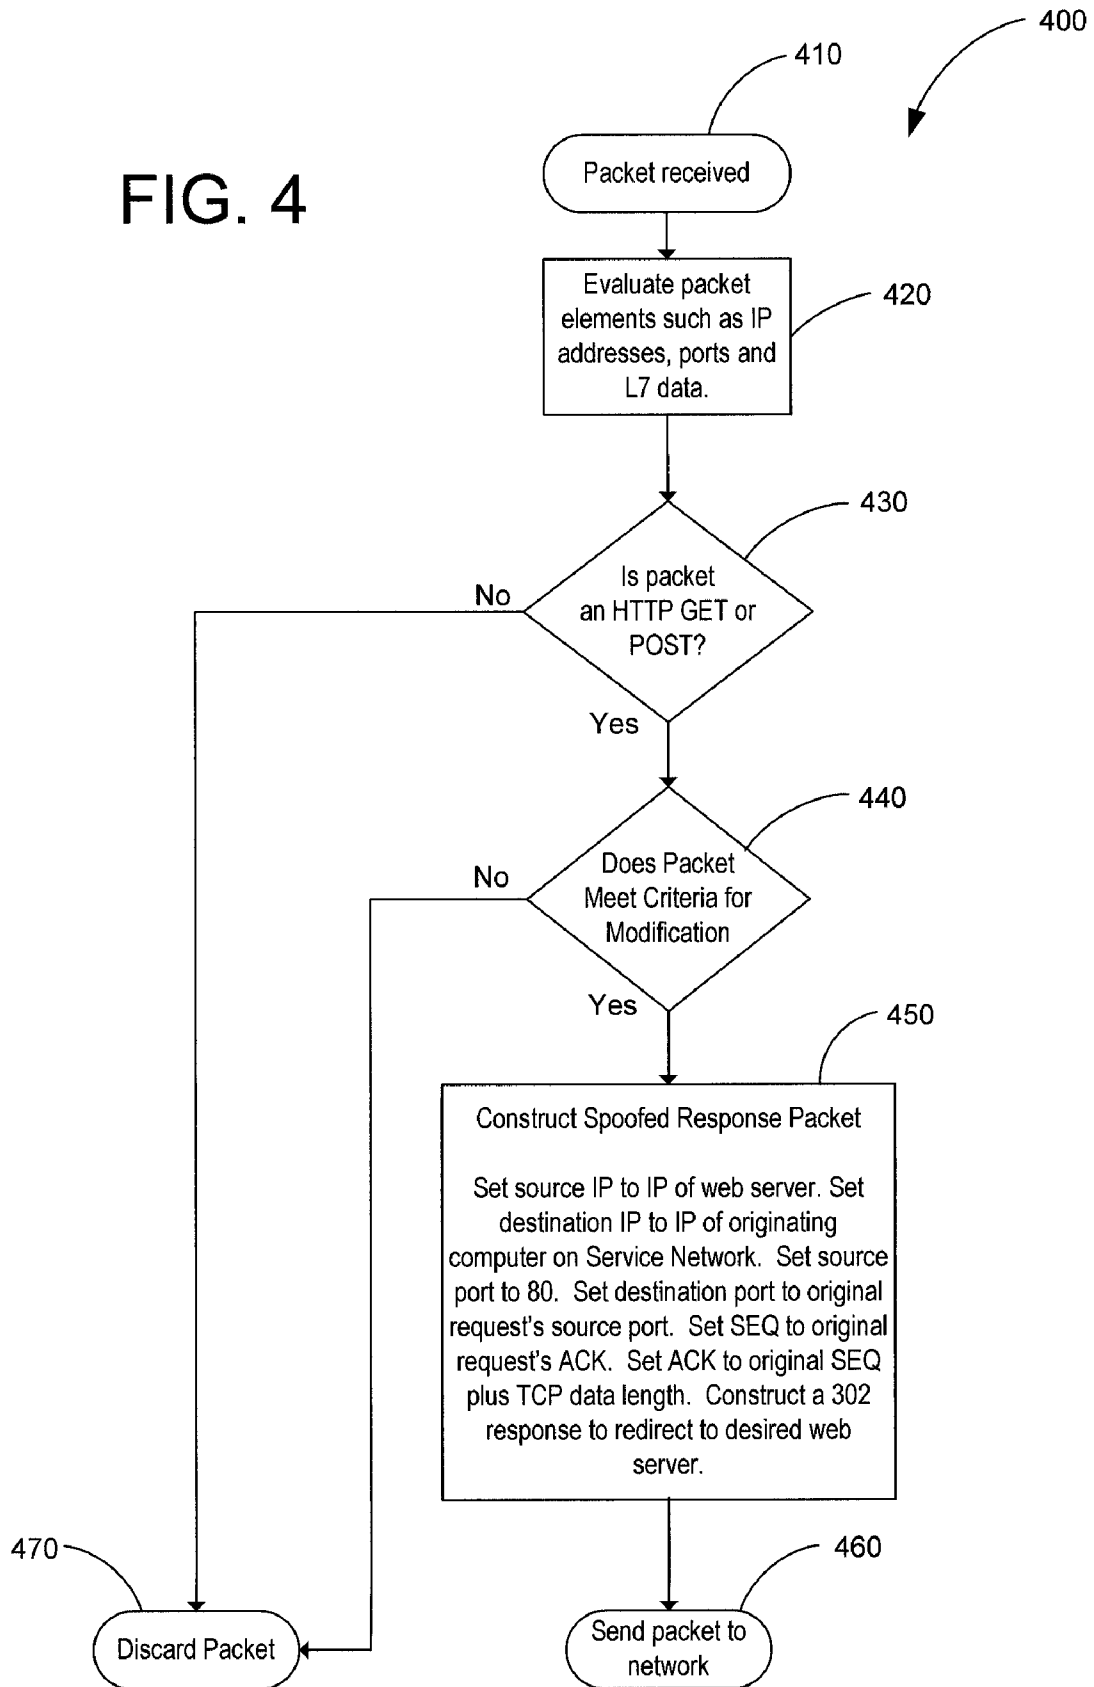 400
410
FIG. 4
Packet received
Evaluate packet
elements such as IP
addresses, ports and
L7 data.
420
430
Is packet
an HTTP GET or
POST?
No
Yes
440
Does Packet
Meet Criteria for
Modification
No
Yes
450
Construct Spoofed Response Packet
Set source IP to IP of web server. Set
destination IP to IP of originating
computer on Service Network. Set source
port to 80. Set destination port to original
request's source port. Set SEQ to original
request's ACK. Set ACK to original SEQ
plus TCP data length. Construct a 302
response to redirect to desired web
server.
470
460
Discard Packet
Send packet to
network